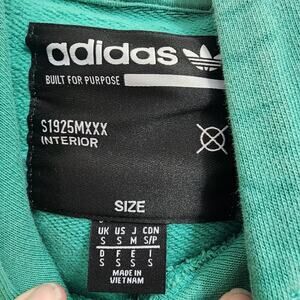 adidas
BUILT FOR PURPOSE
S1925MXXX
INTERIOR
SIZE
UK US J CDN
S S M S/P
D F E I
S S S S
MADE IN
VIETNAM